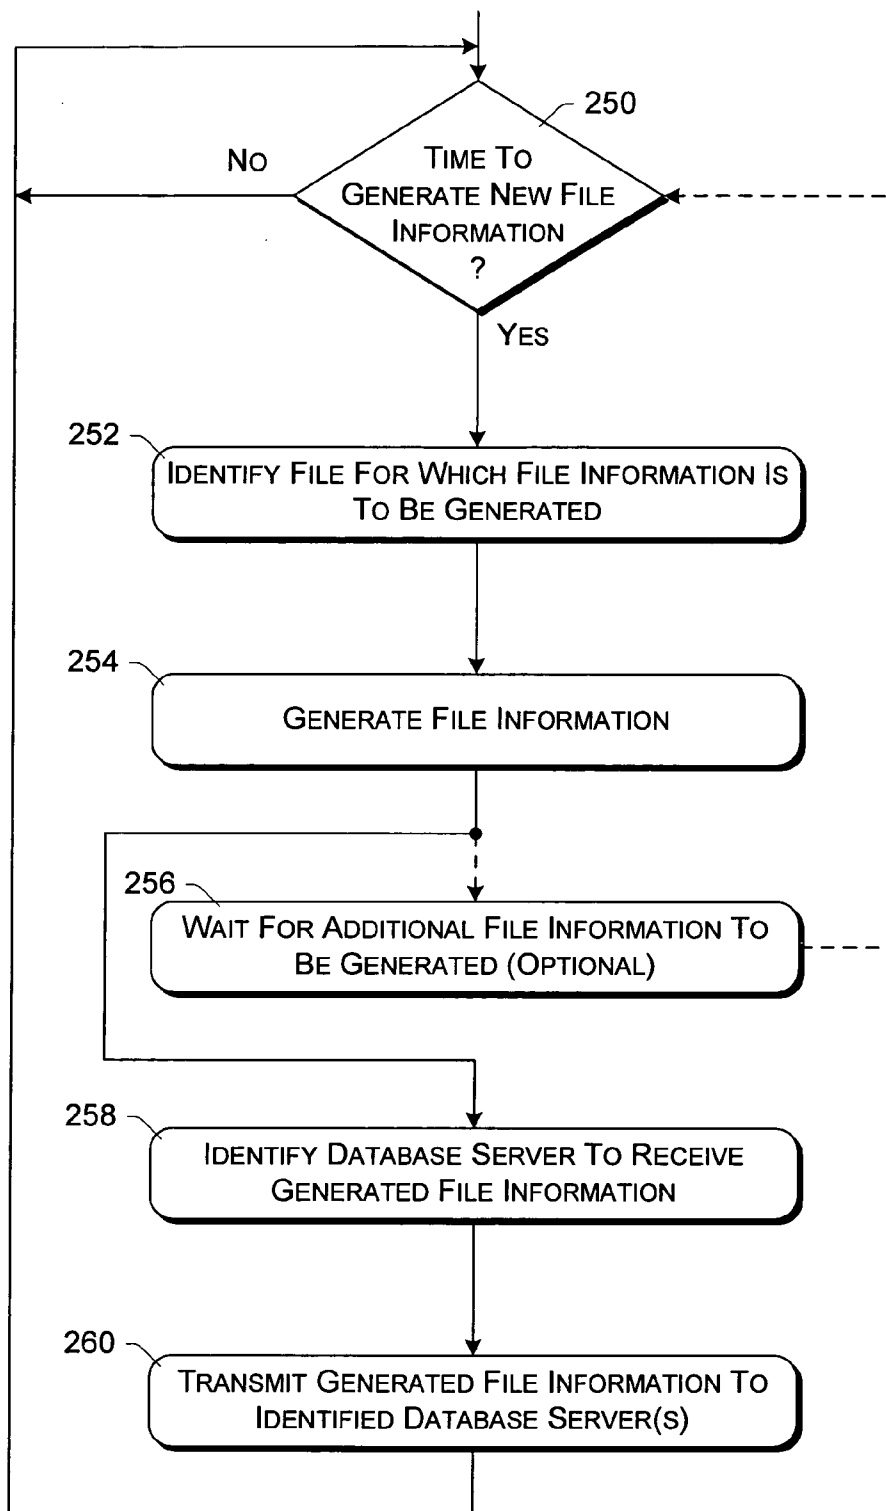 250
TIME TO
GENERATE NEW FILE
INFORMATION
?
NO
YES
252
IDENTIFY FILE FOR WHICH FILE INFORMATION IS
TO BE GENERATED
254
GENERATE FILE INFORMATION
256
WAIT FOR ADDITIONAL FILE INFORMATION TO
BE GENERATED (OPTIONAL)
258
IDENTIFY DATABASE SERVER TO RECEIVE
GENERATED FILE INFORMATION
260
TRANSMIT GENERATED FILE INFORMATION TO
IDENTIFIED DATABASE SERVER(S)